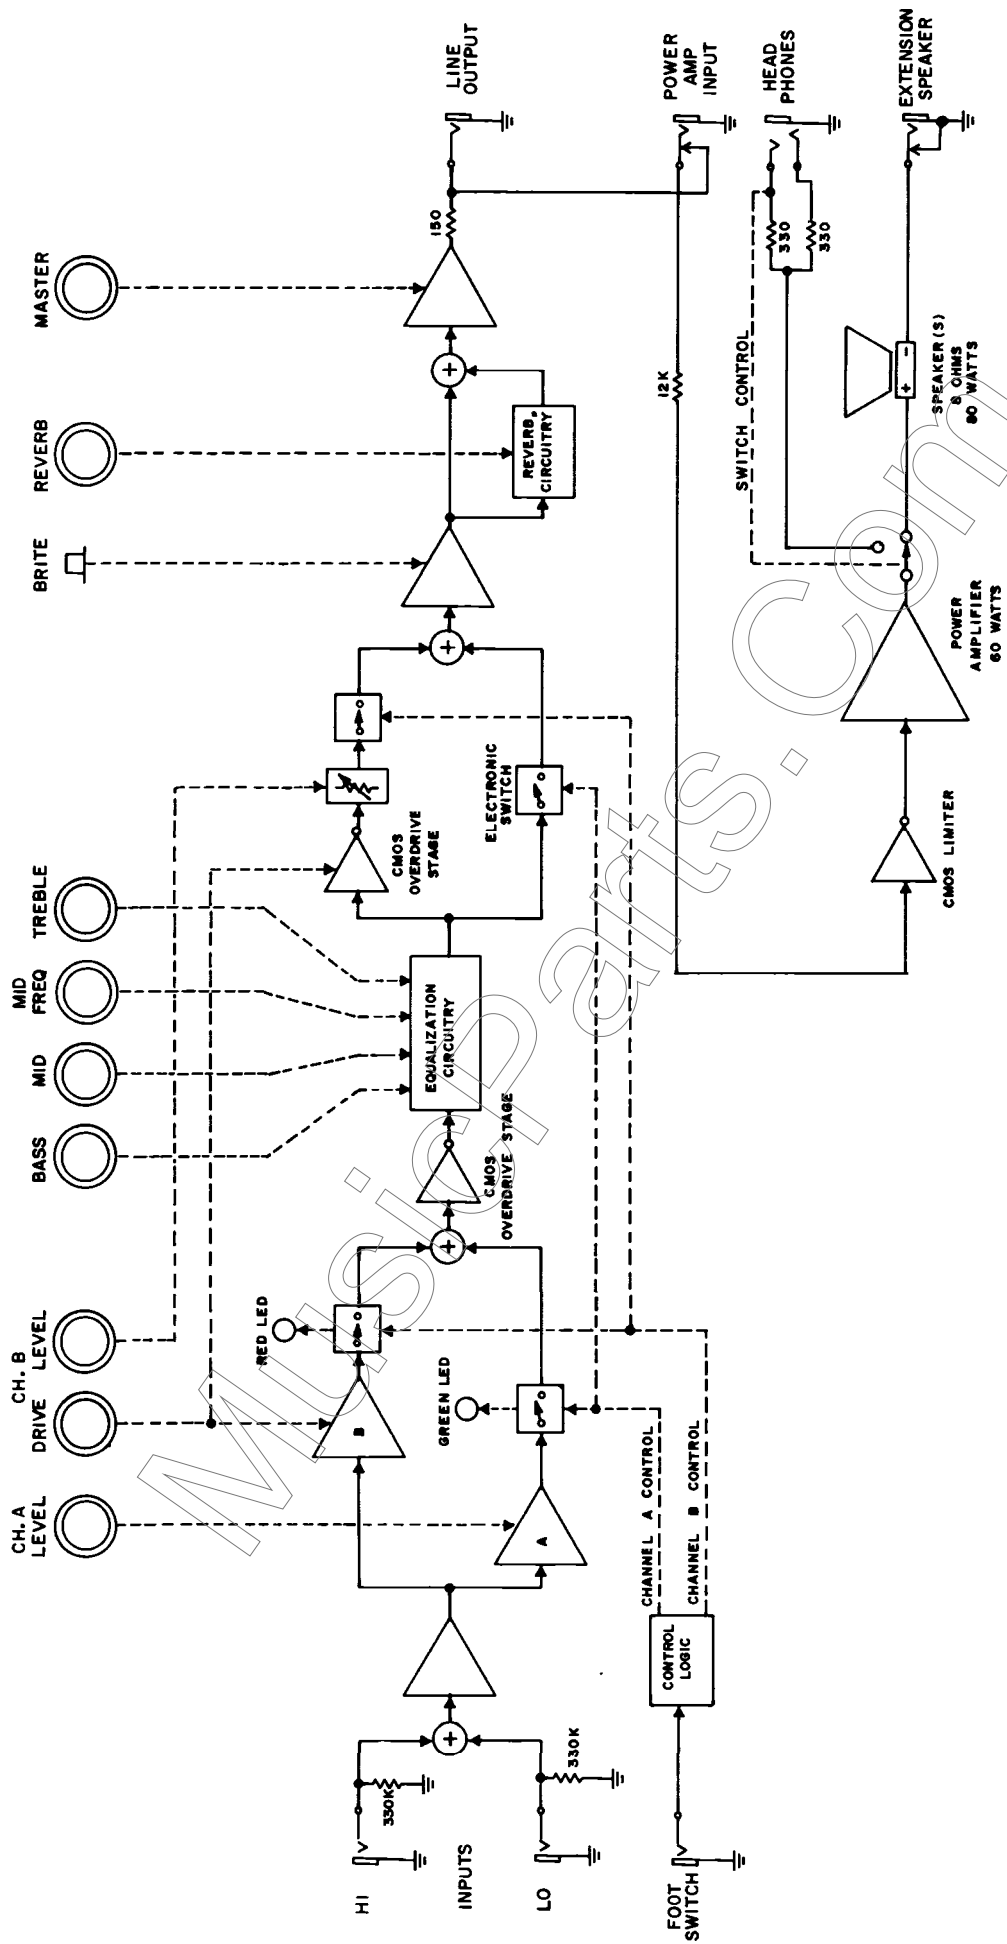 CH. A
LEVEL
DRIVE
CH. B
LEVEL
BASS
MID
MID
FREQ
TREBLE
BRITE
REVERB
MASTER
HI
330K
INPUTS
LO
330K
B
A
RED LED
GREEN LED
CMOS
OVERDRIVE STAGE
EQUALIZATION
CIRCUITRY
CMOS
OVERDRIVE
STAGE
ELECTRONIC
SWITCH
REVERB.
CIRCUITRY
150
LINE
OUTPUT
FOOT
SWITCH
CONTROL
LOGIC
CHANNEL A CONTROL
CHANNEL B CONTROL
12K
POWER
AMP
INPUT
SWITCH CONTROL
330
330
HEAD
PHONES
CMOS LIMITER
POWER
AMPLIFIER
60 WATTS
+
-
SPEAKER(S)
8 OHMS
80 WATTS
EXTENSION
SPEAKER
MusicParts.Com